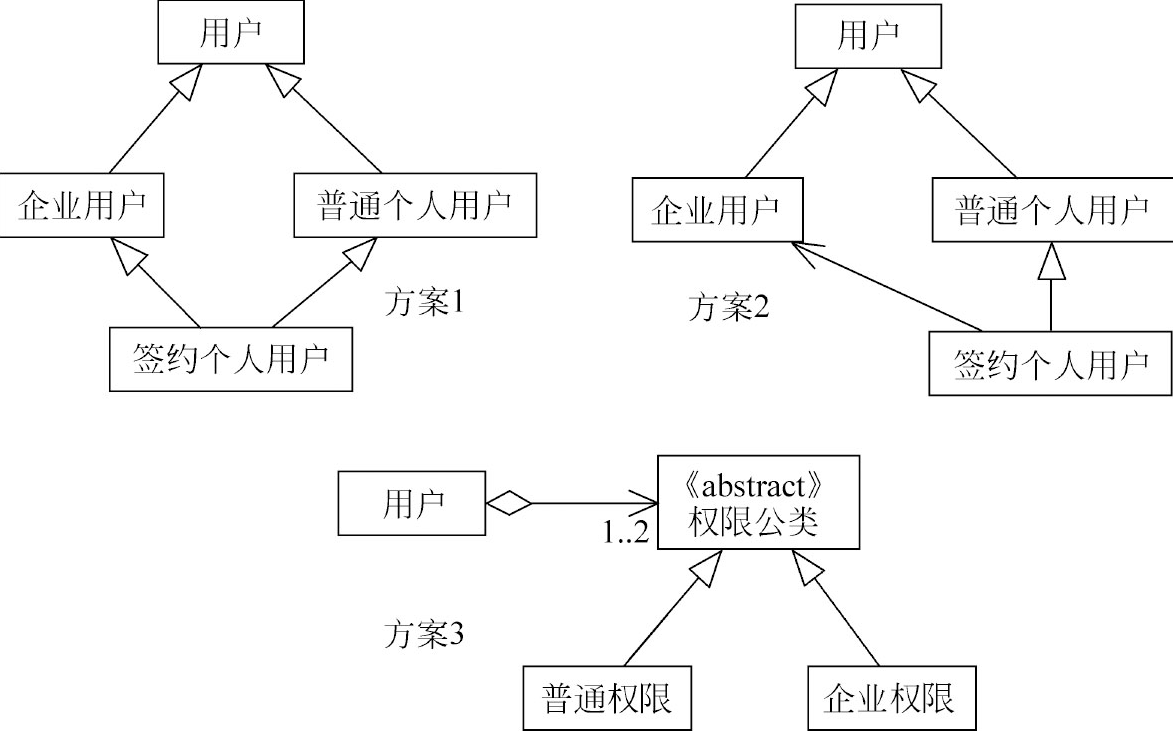 用户
企业用户
普通个人用户
签约个人用户
方案1
用户
企业用户
普通个人用户
签约个人用户
方案2
用户
1..2
《abstract》
权限公类
普通权限
企业权限
方案3